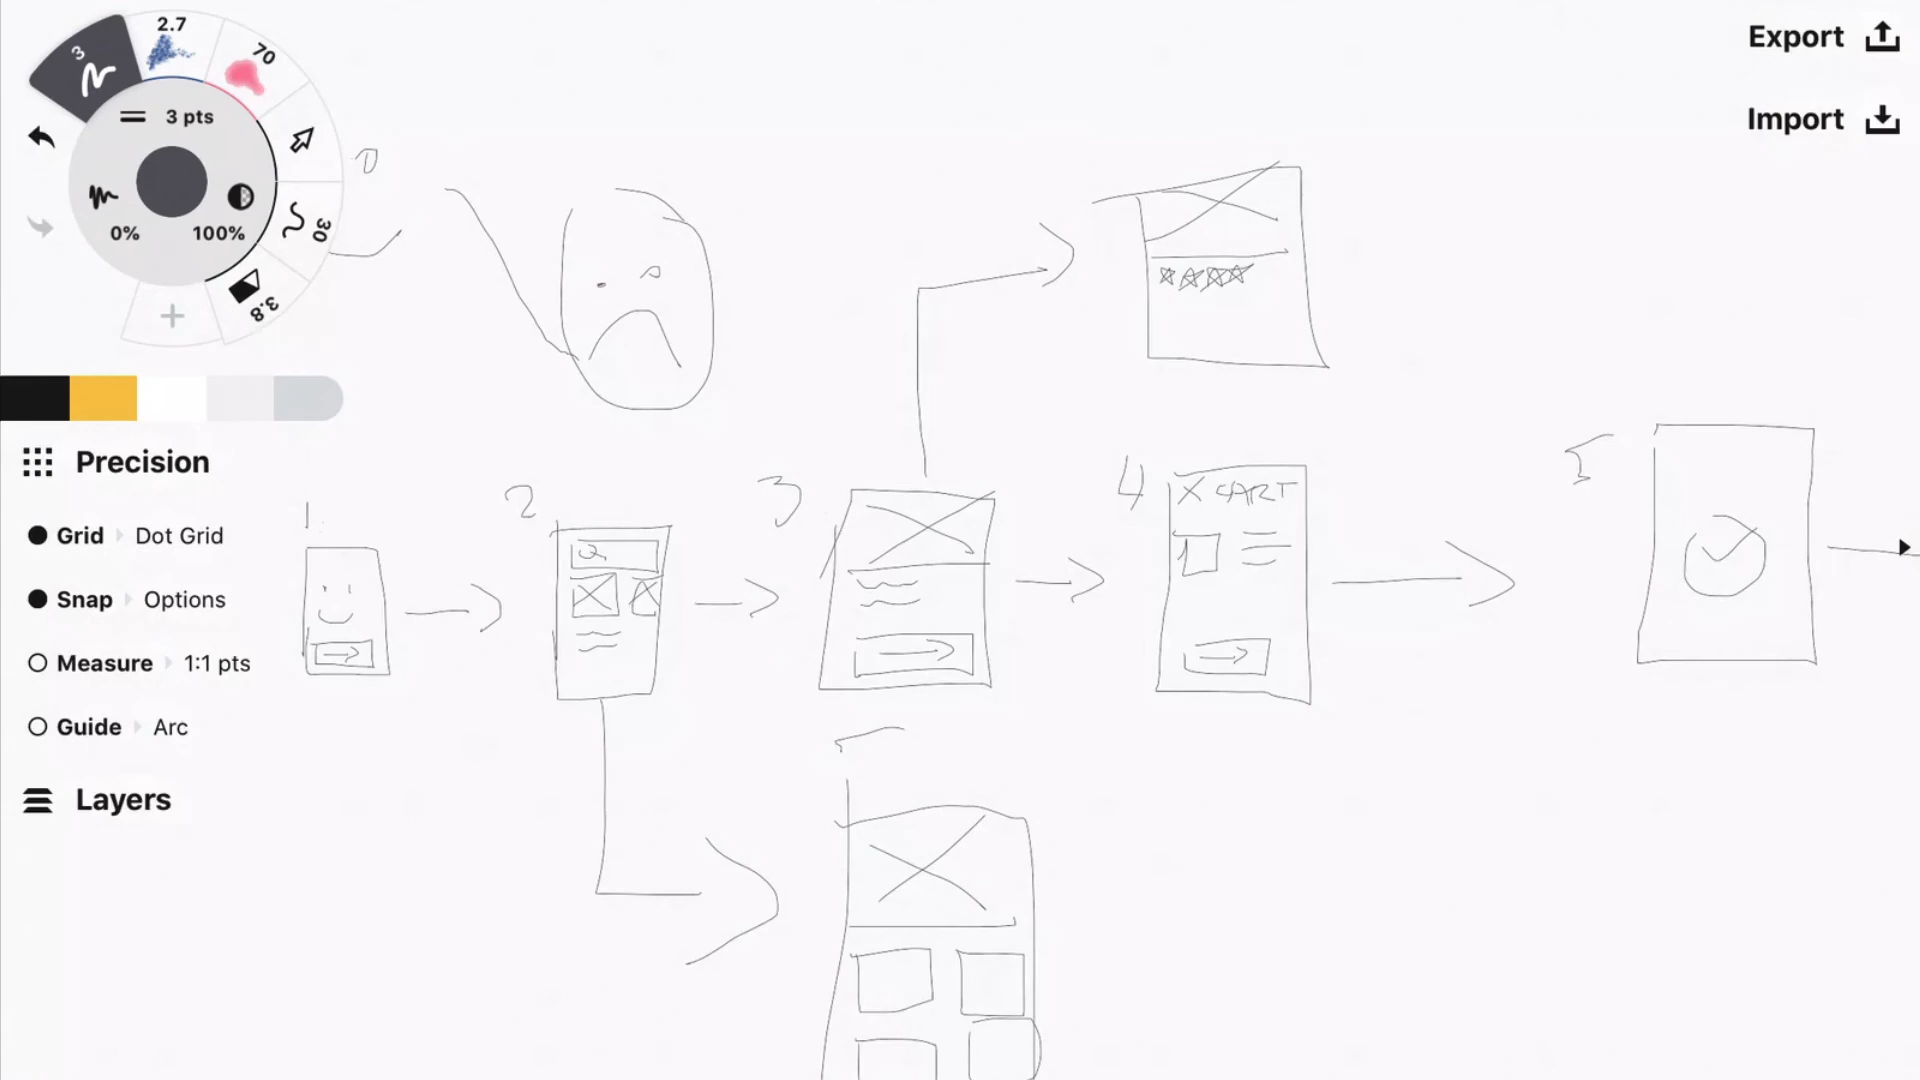 2.7
3
70
Export
3 pts
Import
0
30
0%
100%
3.8
Precision
1.
2
3
4
X CART
5
Grid Dot Grid
Snap Options
Measure 1:1 pts
Guide Arc
Layers